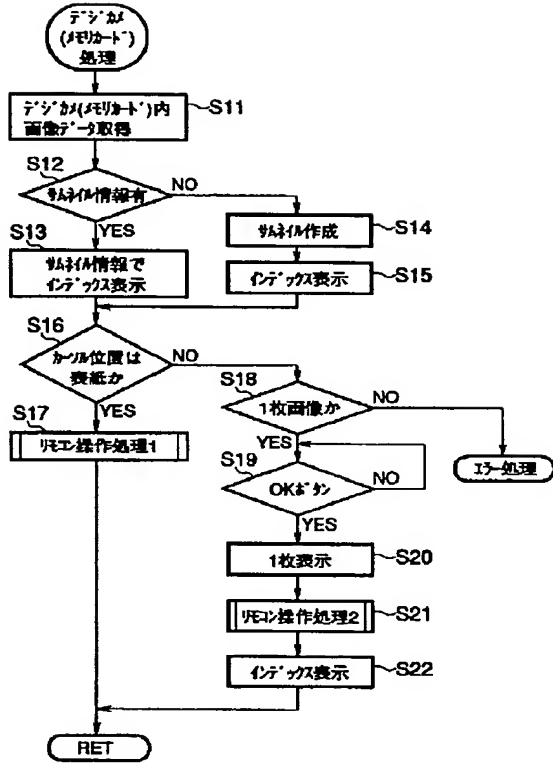 デジカメ
(メモリカード)
処理
デジカメ(メモリカード)内
画像データ取得
S11
S12
サムネイル情報有
NO
YES
S13
サムネイル情報で
インデックス表示
サムネイル作成
S14
インデックス表示
S15
S16
カーソル位置は
表紙か
NO
YES
S17
リモコン操作処理1
S18
1枚画像か
NO
YES
エラー処理
S19
OKボタン
NO
YES
1枚表示
S20
リモコン操作処理2
S21
インデックス表示
S22
RET